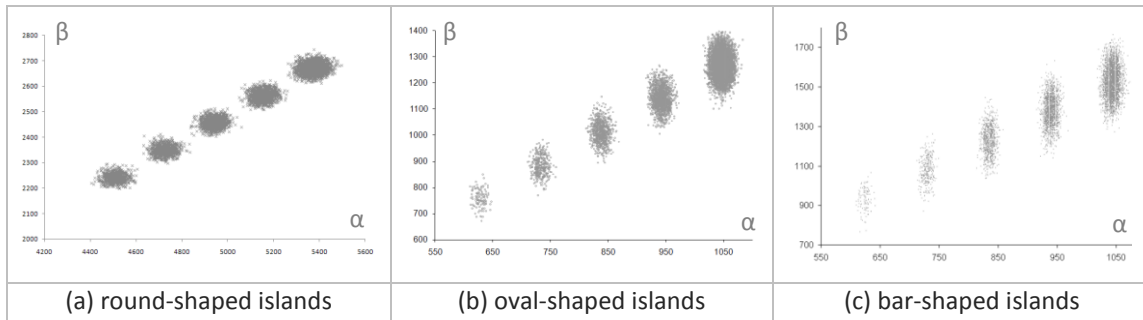 β
2800
2700
2600
2500
2400
2300
2200
2100
2000
4200 4400 4600 4800 5000 5200 5400 5600
α
(a) round-shaped islands
β
1400
1300
1200
1100
1000
900
800
700
600
550 650 750 850 950 1050
α
(b) oval-shaped islands
β
1700
1500
1300
1100
900
700
550 650 750 850 950 1050
α
(c) bar-shaped islands